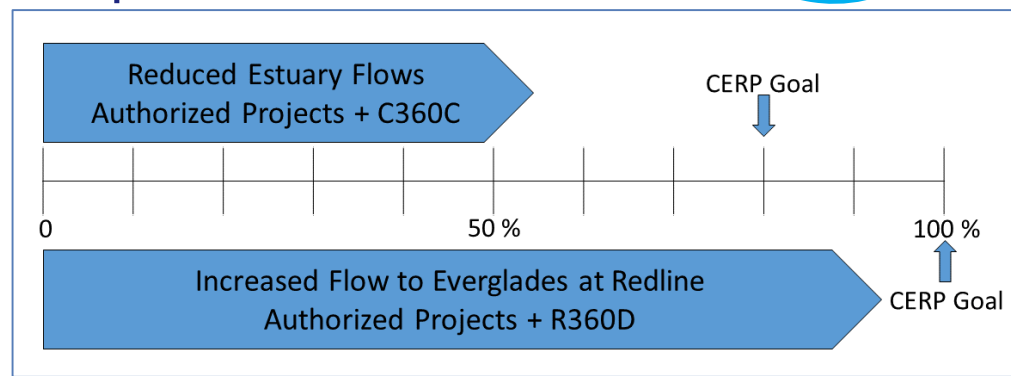 Reduced Estuary Flows
Authorized Projects + C360C
CERP Goal
0
50 %
100 %
Increased Flow to Everglades at Redline
Authorized Projects + R360D
CERP Goal